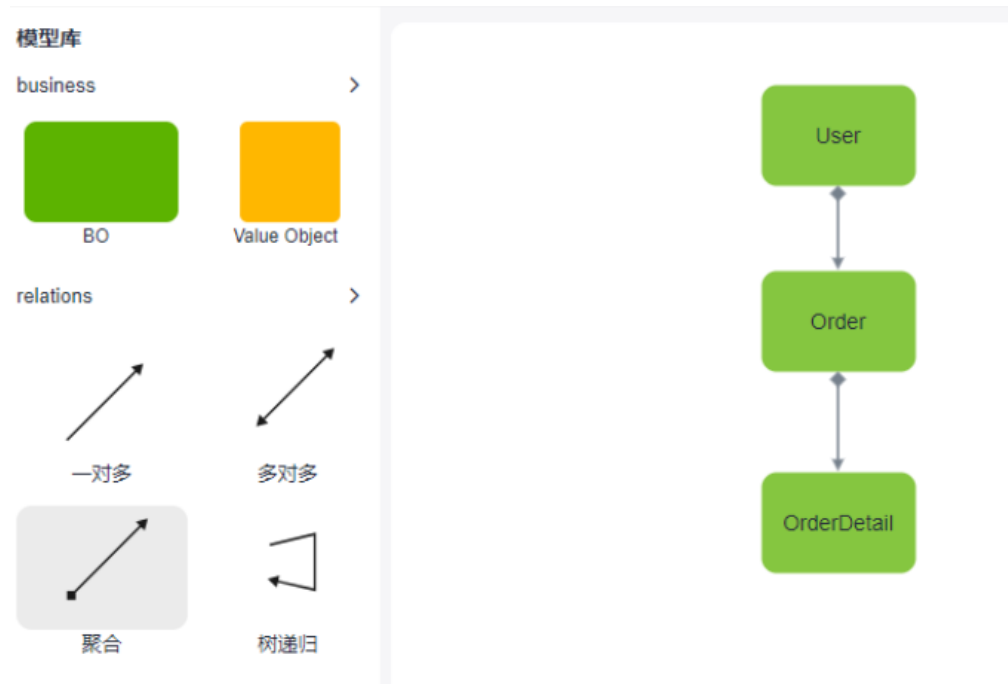 模型库
business
BO
Value Object
relations
一对多
多对多
聚合
树递归
User
Order
OrderDetail